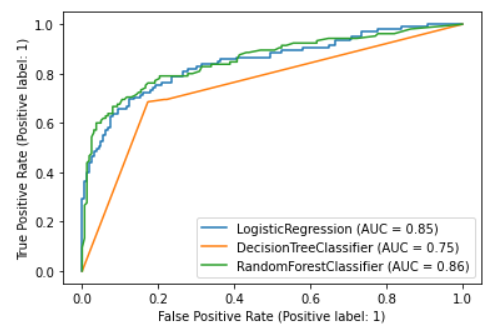 True Positive Rate (Positive label: 1)
1.0
0.8
0.6
0.4
0.2
0.0
LogisticRegression (AUC = 0.85)
DecisionTreeClassifier (AUC = 0.75)
RandomForestClassifier (AUC = 0.86)
0.0 0.2 0.4 0.6 0.8 1.0
False Positive Rate (Positive label: 1)